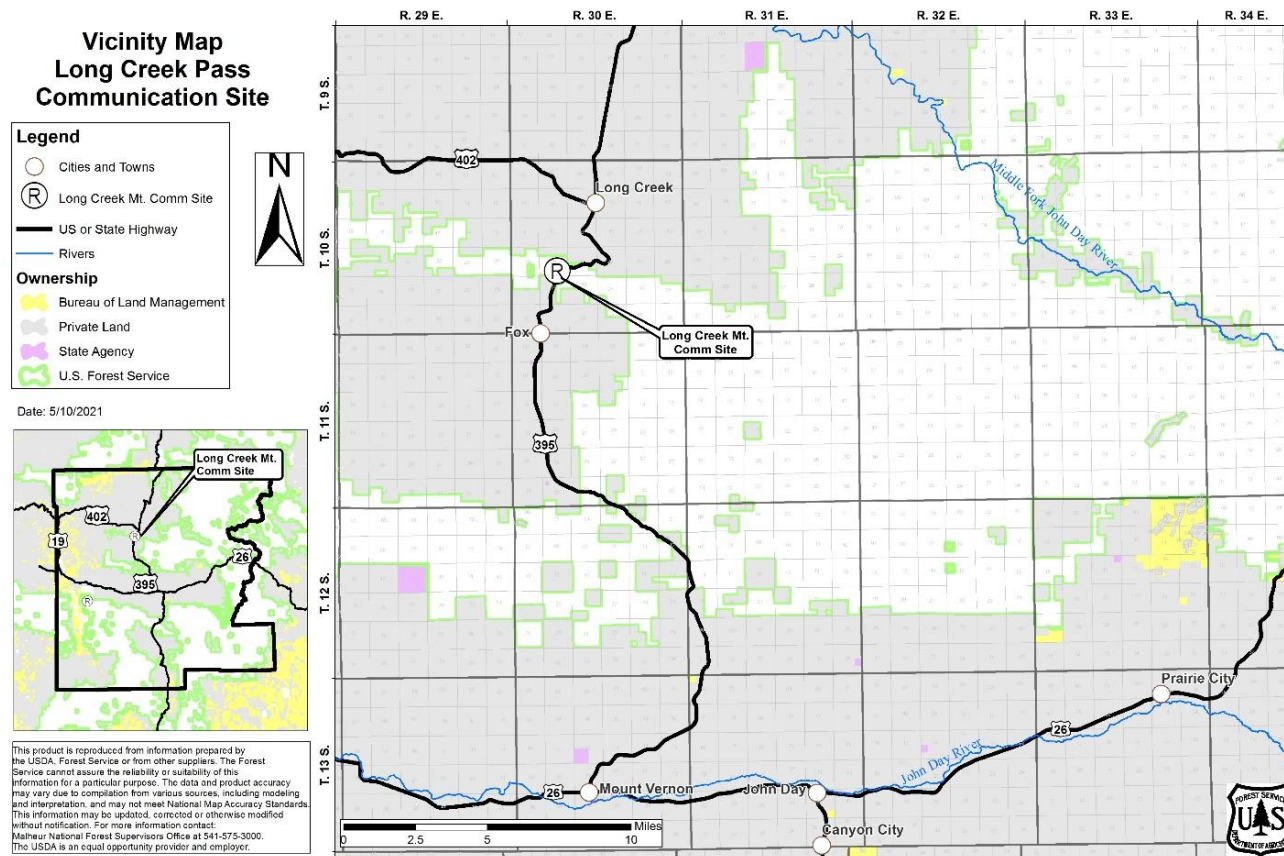 Vicinity Map
Long Creek Pass
Communication Site
Legend
Cities and Towns
R Long Creek Mt. Comm Site
US or State Highway
Rivers
Ownership
Bureau of Land Management
Private Land
State Agency
U.S. Forest Service
N
Date: 5/10/2021
Long Creek Mt.
Comm Site
402
19
R
26
395
R
This product is reproduced from information prepared by
the USDA, Forest Service or from other suppliers. The Forest
Service cannot assure the reliability or suitability of this
information for a particular purpose. The data and product accuracy
may vary due to compilation from various sources, including modeling
and interpretation, and may not meet National Map Accuracy Standards.
This information may be updated, corrected or otherwise modified
without notification. For more information contact:
Malheur National Forest Supervisors Office at 541-575-3000.
The USDA is an equal opportunity provider and employer.
R. 29 E. R. 30 E. R. 31 E. R. 32 E. R. 33 E. R. 34 E.
T. 9 S.
402
Long Creek
Middle Fork John Day River
T. 10 S.
R
Fox
Long Creek Mt.
Comm Site
T. 11 S.
395
T. 12 S.
Prairie City
26
T. 13 S.
John Day River
26 Mount Vernon John Day
Canyon City
Miles
0 2.5 5 10
FOREST SERVICE
US
DEPARTMENT OF AGRICULTURE